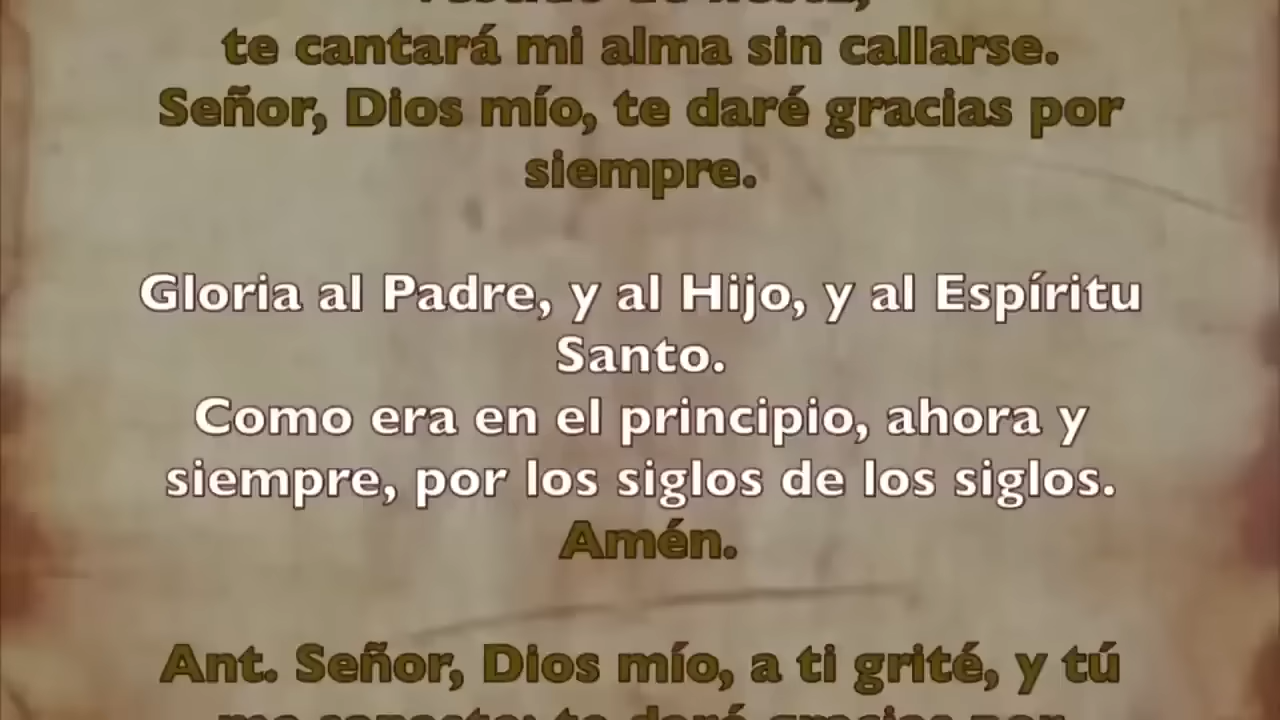 te cantará mi alma sin callarse.
Señor, Dios mío, te daré gracias por
siempre.
Gloria al Padre, y al Hijo, y al Espíritu
Santo.
Como era en el principio, ahora y
siempre, por los siglos de los siglos.
Amén.
Ant. Señor, Dios mío, a ti grité, y tú